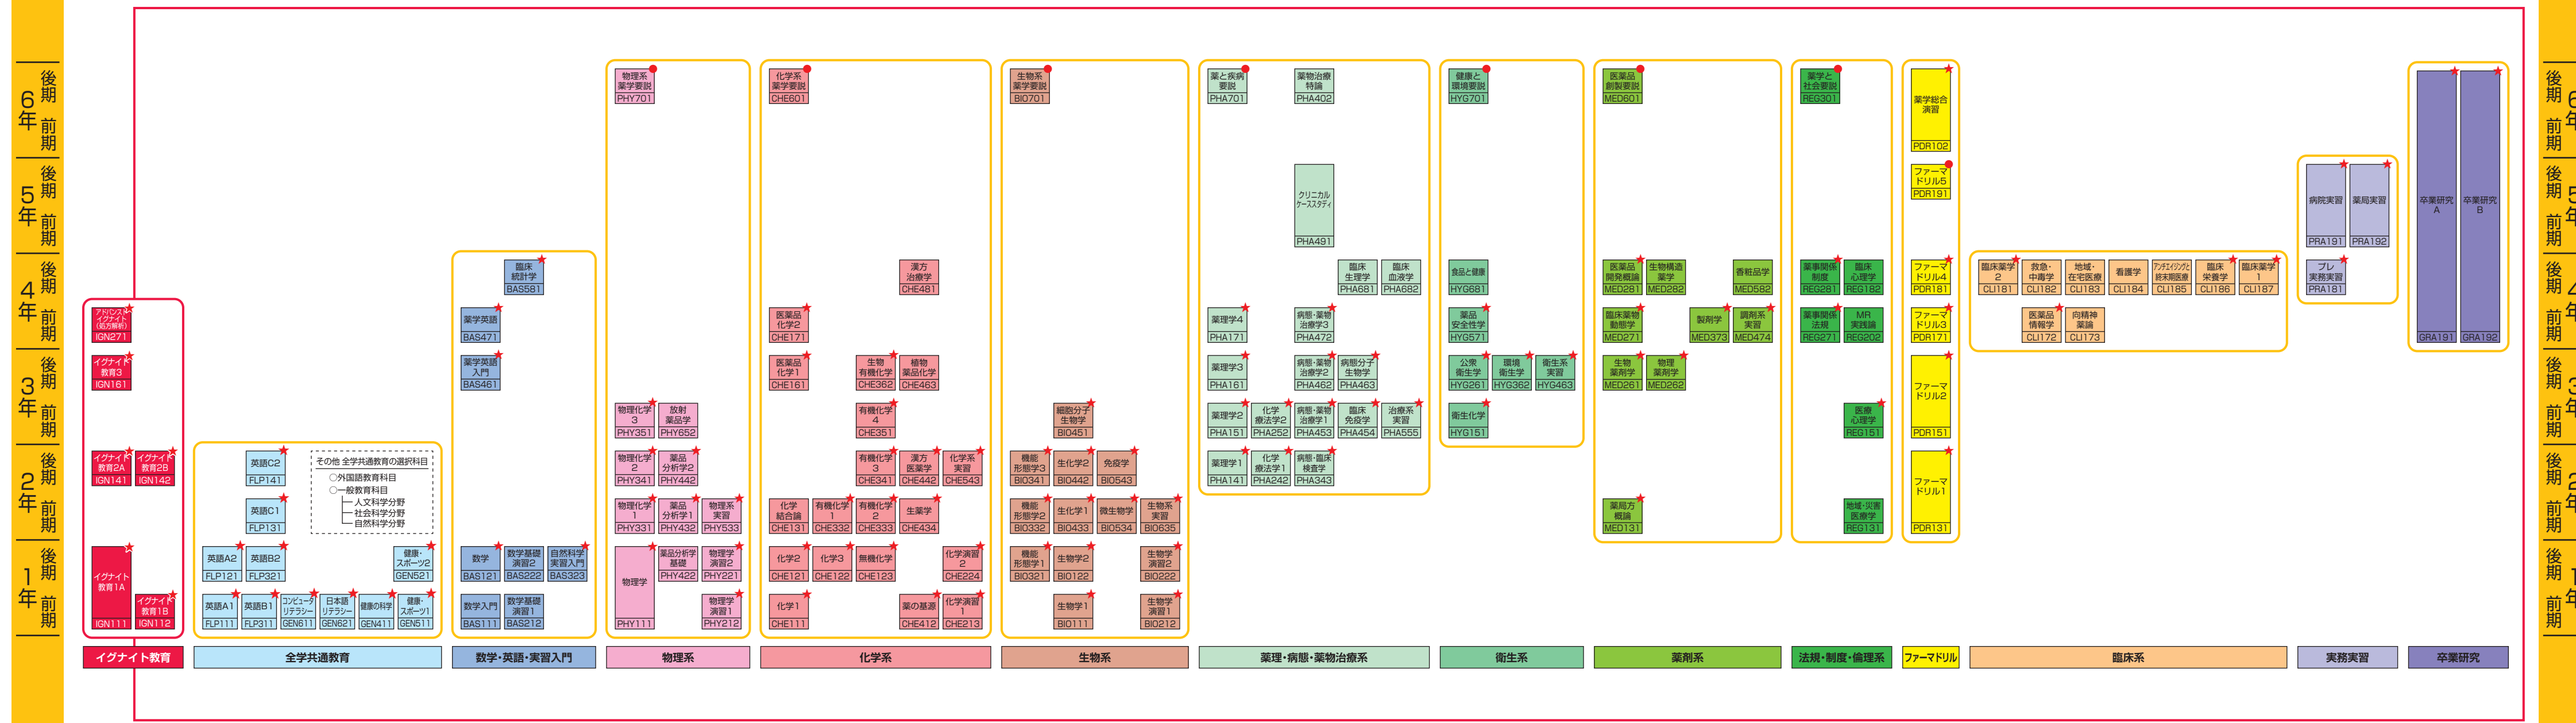 後期
6年
前期
後期
5年
前期
後期
4年
前期
後期
3年
前期
後期
2年
前期
後期
1年
前期
アドバンスト
イグナイト
(処方解析)
IGN271
イグナイト
教育3
IGN161
イグナイト
教育2A
IGN141
イグナイト
教育2B
IGN142
イグナイト
教育1A
IGN111
イグナイト
教育1B
IGN112
イグナイト教育
英語C2
FLP141
英語C1
FLP131
その他 全学共通教育の選択科目
○外国語教育科目
○一般教育科目
人文科学分野
社会科学分野
自然科学分野
英語A2
FLP121
英語B2
FLP321
健康・
スポーツ2
GEN521
英語A1
FLP111
英語B1
FLP311
コンピュータ
リテラシー
GEN611
日本語
リテラシー
GEN621
健康の科学
GEN411
健康・
スポーツ1
GEN511
全学共通教育
臨床
統計学
BAS581
薬学英語
BAS471
薬学英語
入門
BAS461
数学
BAS121
数学基礎
演習2
BAS222
自然科学
実習入門
BAS323
数学入門
BAS111
数学基礎
演習1
BAS212
数学・英語・実習入門
物理系
薬学要説
PHY701
物理化学
3
PHY351
放射
薬品学
PHY652
物理化学
2
PHY341
薬品
分析学2
PHY442
物理化学
1
PHY331
薬品
分析学1
PHY432
物理系
実習
PHY533
物理学
PHY111
薬品分析学
基礎
PHY422
物理学
演習2
PHY221
物理学
演習1
PHY212
物理系
化学系
薬学要説
CHE601
漢方
治療学
CHE481
医薬品
化学2
CHE171
医薬品
化学1
CHE161
生物
有機化学
CHE362
植物
薬品化学
CHE463
有機化学
4
CHE351
有機化学
3
CHE341
漢方
医薬学
CHE442
化学系
実習
CHE543
化学
結合論
CHE131
有機化学
1
CHE332
有機化学
2
CHE333
生薬学
CHE434
化学2
CHE121
化学3
CHE122
無機化学
CHE123
化学演習
2
CHE224
化学1
CHE111
薬の基源
CHE412
化学演習
1
CHE213
化学系
生物系
薬学要説
BIO701
細胞分子
生物学
BIO451
機能
形態学3
BIO341
生化学2
BIO442
免疫学
BIO543
機能
形態学2
BIO332
生化学1
BIO433
微生物学
BIO534
生物系
実習
BIO635
機能
形態学1
BIO321
生物学2
BIO122
生物学
演習2
BIO222
生物学1
BIO111
生物学
演習1
BIO212
生物系
薬と疾病
要説
PHA701
薬物治療
特論
PHA402
クリニカル
ケーススタディ
PHA491
臨床
生理学
PHA681
臨床
血液学
PHA682
薬理学4
PHA171
病態・薬物
治療学3
PHA472
薬理学3
PHA161
病態・薬物
治療学2
PHA462
病態分子
生物学
PHA463
薬理学2
PHA151
化学
療法学2
PHA252
病態・薬物
治療学1
PHA453
臨床
免疫学
PHA454
治療系
実習
PHA555
薬理学1
PHA141
化学
療法学1
PHA242
病態・臨床
検査学
PHA343
薬理・病態・薬物治療系
健康と
環境要説
HYG701
食品と健康
HYG681
薬品
安全性学
HYG571
公衆
衛生学
HYG261
環境
衛生学
HYG362
衛生系
実習
HYG463
衛生化学
HYG151
衛生系
医薬品
創製要説
MED601
医薬品
開発概論
MED281
生物構造
薬学
MED282
香粧品学
MED582
臨床薬物
動態学
MED271
製剤学
MED373
調剤系
実習
MED474
生物
薬剤学
MED261
物理
薬剤学
MED262
薬局方
概論
MED131
薬剤系
薬学と
社会要説
REG301
薬事関係
制度
REG281
臨床
心理学
REG182
薬事関係
法規
REG271
MR
実践論
REG202
医療
心理学
REG151
地域・災害
医療学
REG131
法規・制度・倫理系
薬学総合
演習
PDR102
ファーマ
ドリル5
PDR191
ファーマ
ドリル4
PDR181
ファーマ
ドリル3
PDR171
ファーマ
ドリル2
PDR151
ファーマ
ドリル1
PDR131
ファーマドリル
臨床薬学
2
CLI181
救急・
中毒学
CLI182
地域・
在宅医療
CLI183
看護学
CLI184
アンチエイジングと
終末期医療
CLI185
臨床
栄養学
CLI186
臨床薬学
1
CLI187
医薬品
情報学
CLI172
向精神
薬論
CLI173
臨床系
病院実習
PRA191
薬局実習
PRA192
プレ
実務実習
PRA181
実務実習
卒業研究
A
GRA191
卒業研究
B
GRA192
卒業研究
後期
6年
前期
後期
5年
前期
後期
4年
前期
後期
3年
前期
後期
2年
前期
後期
1年
前期